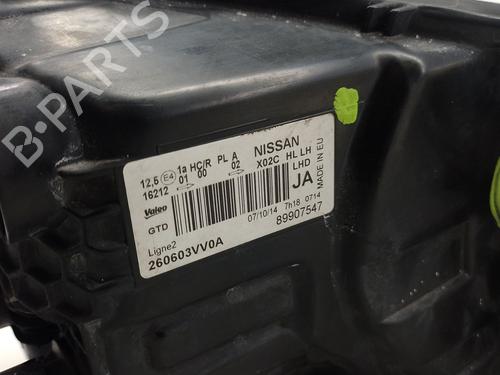 B-PARTS
12,5 E4 1a HC/R PL A NISSAN
16212 01 00 02 X02C HL LH
Valeo LHD
GTD JA
MADE IN EU
07/10/14 7h18 0714
Ligne2 89907547
260603VV0A